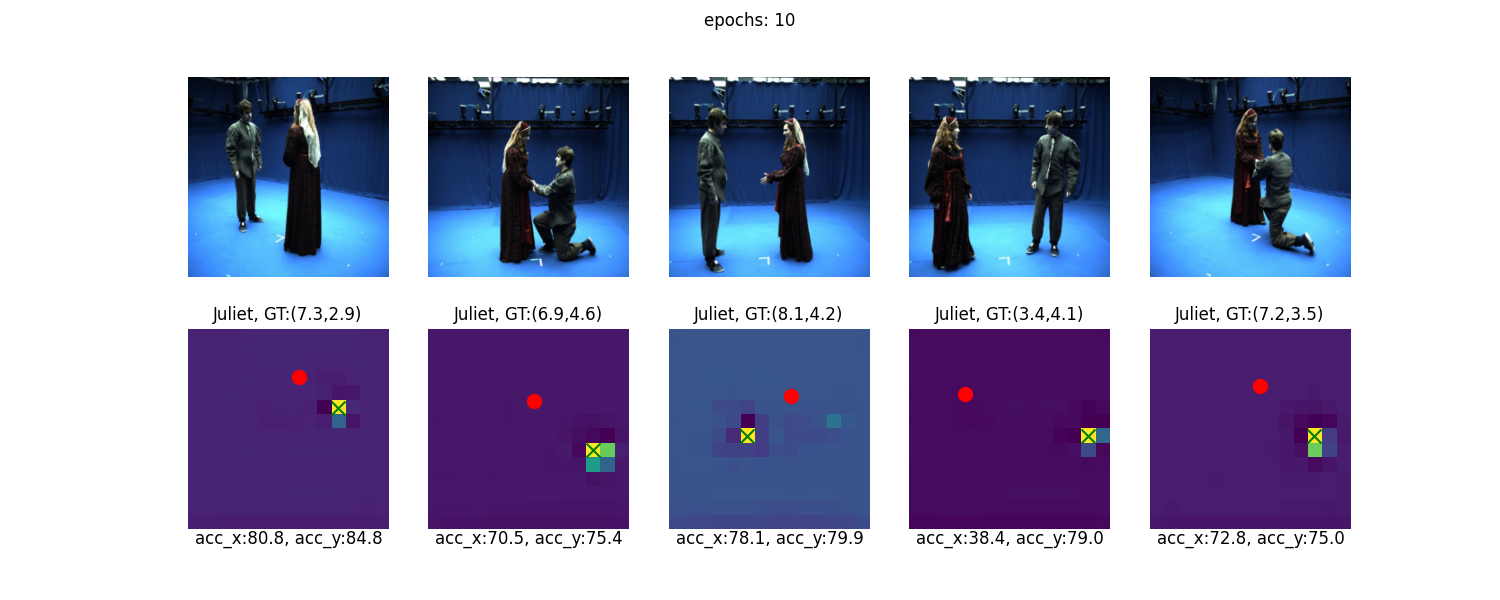 epochs: 10
Juliet, GT:(7.3,2.9)
Juliet, GT:(6.9,4.6)
Juliet, GT:(8.1,4.2)
Juliet, GT:(3.4,4.1)
Juliet, GT:(7.2,3.5)
acc_x:80.8, acc_y:84.8
acc_x:70.5, acc_y:75.4
acc_x:78.1, acc_y:79.9
acc_x:38.4, acc_y:79.0
acc_x:72.8, acc_y:75.0